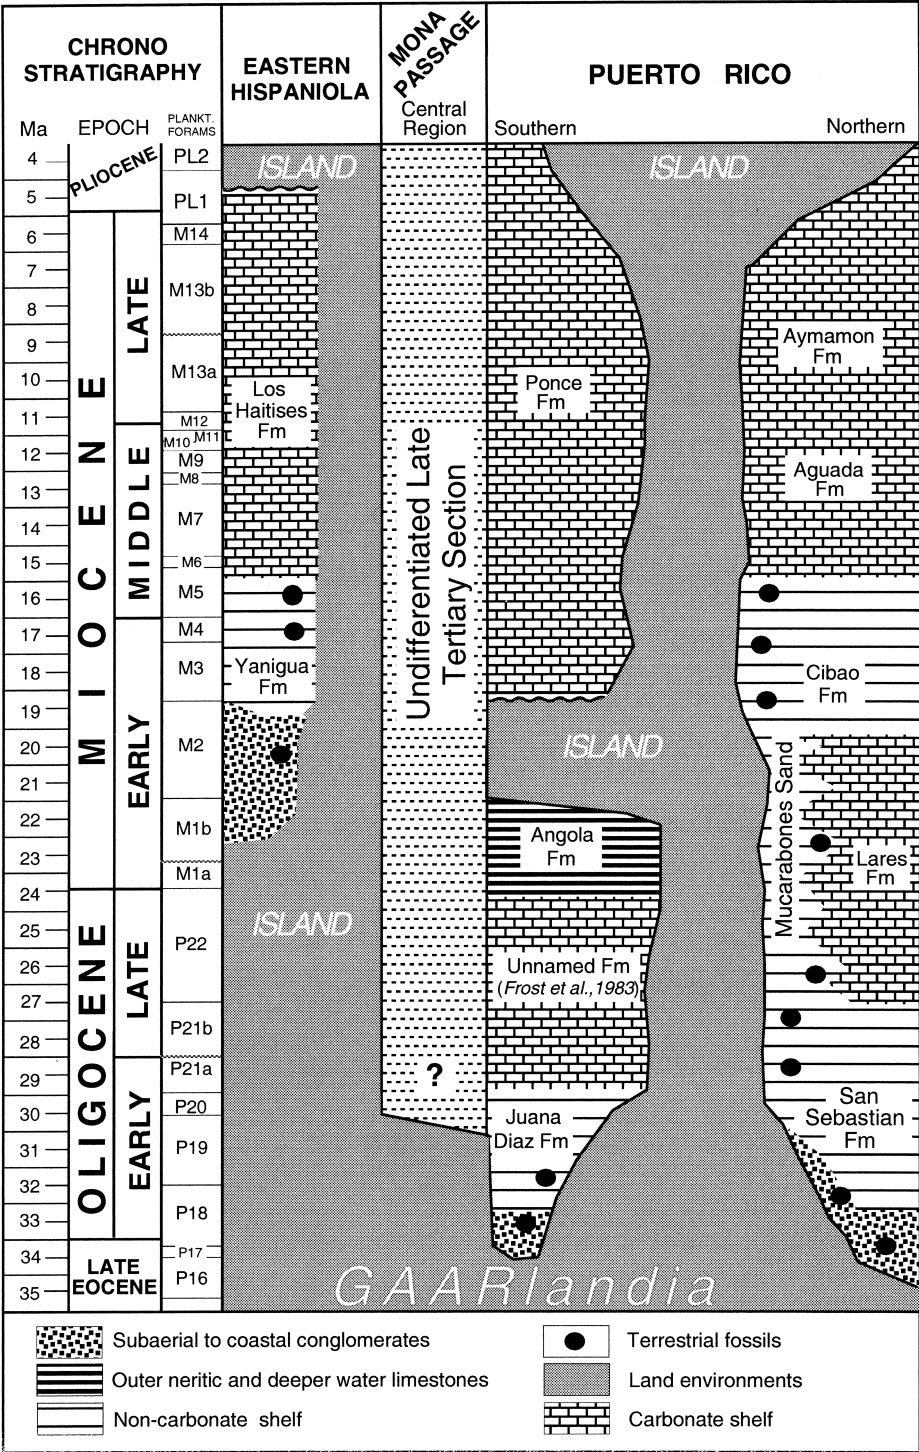 CHRONO
STRATIGRAPHY
EASTERN
HISPANIOLA
MONA
PASSAGE
Central
Region
PUERTO RICO
Southern
Northern
Ma
EPOCH
PLANKT.
FORAMS
4
5
6
7
8
9
10
11
12
13
14
15
16
17
18
19
20
21
22
23
24
25
26
27
28
29
30
31
32
33
34
35
PLIOCENE
MIOCENE
LATE
MIDDLE
EARLY
OLIGOCENE
LATE
EARLY
LATE
EOCENE
PL2
PL1
M14
M13b
M13a
M12
M10 M11
M9
M8
M7
M6
M5
M4
M3
M2
M1b
M1a
P22
P21b
P21a
P20
P19
P18
P17
P16
ISLAND
Los
Haitises
Fm
Yanigua
Fm
ISLAND
Undifferentiated Late
Tertiary Section
?
ISLAND
Ponce
Fm
ISLAND
Angola
Fm
Unnamed Fm
(Frost et al.,1983)
Juana
Diaz Fm
Aymamon
Fm
Aguada
Fm
Cibao
Fm
Mucarabones Sand
Lares
Fm
San
Sebastian
Fm
GAARlandia
Subaerial to coastal conglomerates
Outer neritic and deeper water limestones
Non-carbonate shelf
Terrestrial fossils
Land environments
Carbonate shelf